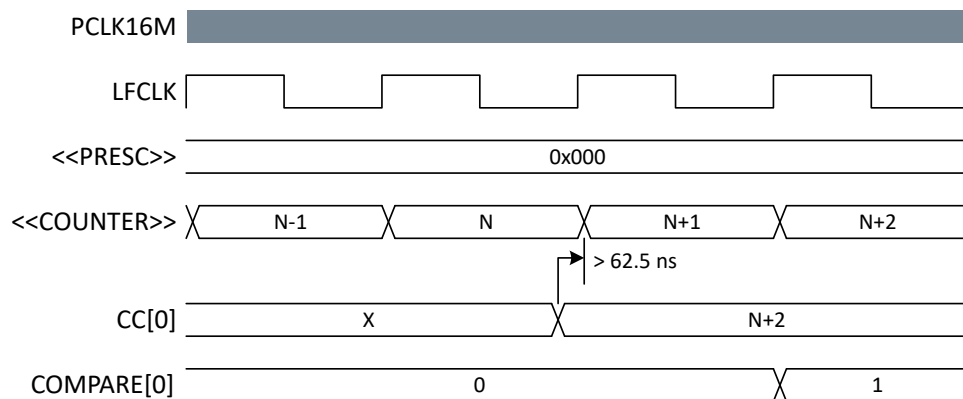 PCLK16M
LFCLK
<<PRESC>> 0x000
<<COUNTER>> N-1 N N+1 N+2
> 62.5 ns
CC[0] X N+2
COMPARE[0] 0 1